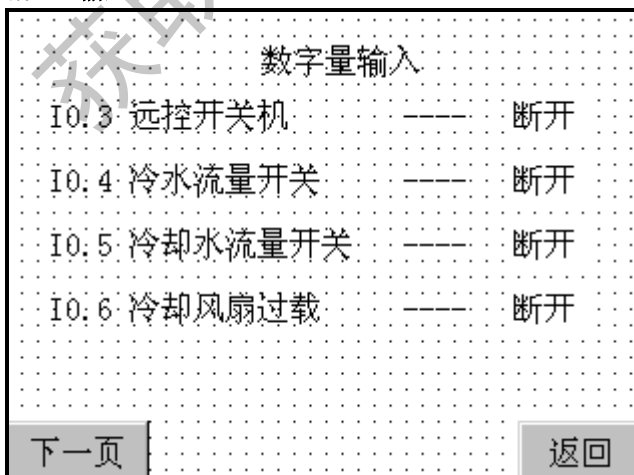 数字量输入
I0.3 远控开关机 ---- 断开
I0.4 冷水流量开关 ---- 断开
I0.5 冷却水流量开关 ---- 断开
I0.6 冷却风扇过载 ---- 断开
下一页 返回